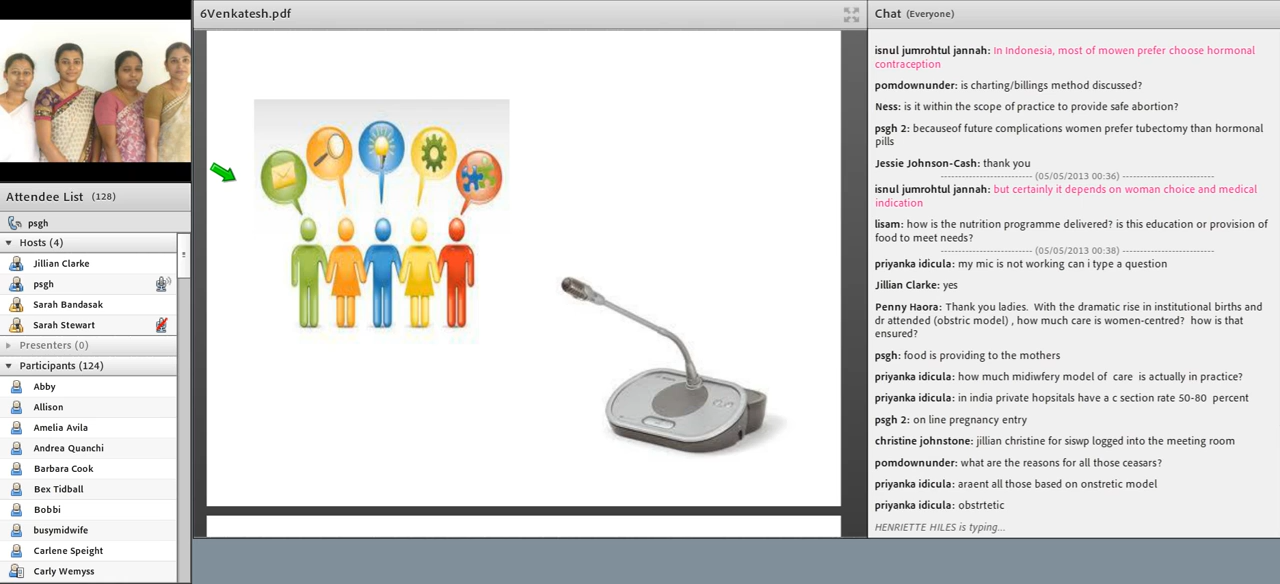 6Venkatesh.pdf
Attendee List (128)
psgh
Hosts (4)
Jillian Clarke
psgh
Sarah Bandasak
Sarah Stewart
Presenters (0)
Participants (124)
Abby
Allison
Amelia Avila
Andrea Quanchi
Barbara Cook
Bex Tidball
Bobbi
busymidwife
Carlene Speight
Carly Wemyss
Chat (Everyone)
isnul jumrohtul jannah: In Indonesia, most of mowen prefer choose hormonal
contraception
pomdownunder: is charting/billings method discussed?
Ness: is it within the scope of practice to provide safe abortion?
psgh 2: becauseof future complications women prefer tubectomy than hormonal
pills
Jessie Johnson-Cash: thank you
-------------------------- (05/05/2013 00:36) --------------------------
isnul jumrohtul jannah: but certainly it depends on woman choice and medical
indication
lisam: how is the nutrition programme delivered? is this education or provision of
food to meet needs?
-------------------------- (05/05/2013 00:38) --------------------------
priyanka idicula: my mic is not working can i type a question
Jillian Clarke: yes
Penny Haora: Thank you ladies.  With the dramatic rise in institutional births and
dr attended (obstric model) , how much care is women-centred?  how is that
ensured?
psgh: food is providing to the mothers
priyanka idicula: how much midiwfery model of  care  is actually in practice?
priyanka idicula: in india private hopsitals have a c section rate 50-80  percent
psgh 2: on line pregnancy entry
christine johnstone: jillian christine for siswp logged into the meeting room
pomdownunder: what are the reasons for all those ceasars?
priyanka idicula: araent all those based on onstretic model
priyanka idicula: obstrtetic
HENRIETTE HILES is typing...